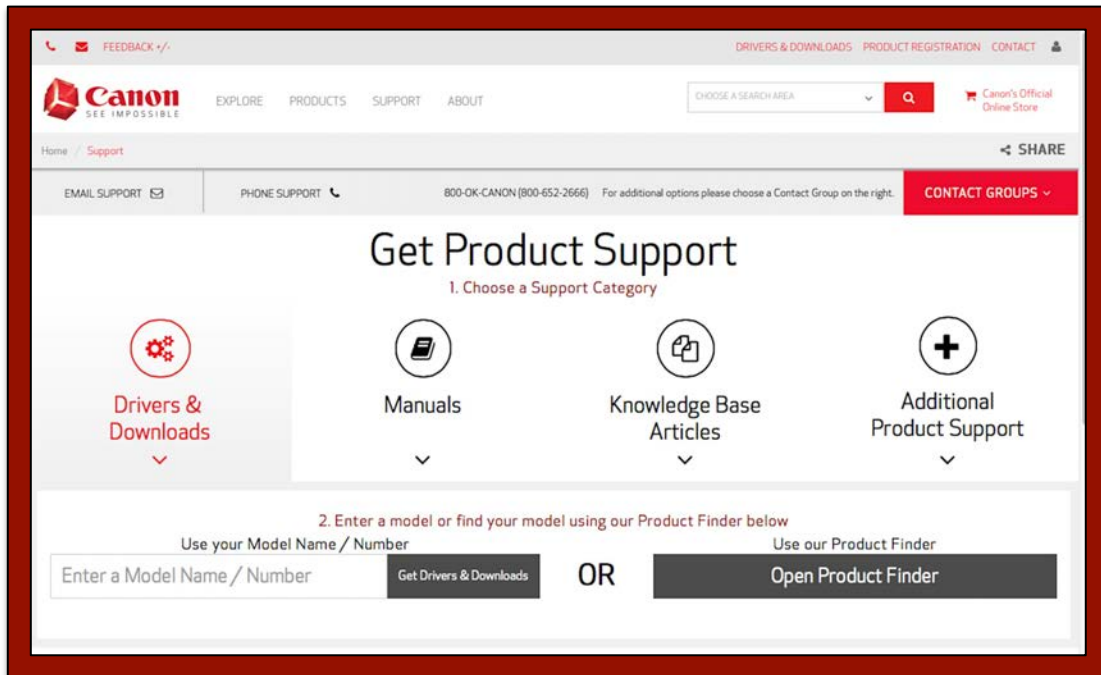 FEEDBACK +/-
DRIVERS & DOWNLOADS PRODUCT REGISTRATION CONTACT
Canon
SEE IMPOSSIBLE
EXPLORE PRODUCTS SUPPORT ABOUT
CHOOSE A SEARCH AREA
Canon's Official
Online Store
Home / Support
SHARE
EMAIL SUPPORT
PHONE SUPPORT
800-OK-CANON (800-652-2666) For additional options please choose a Contact Group on the right.
CONTACT GROUPS
Get Product Support
1. Choose a Support Category
Drivers &
Downloads
Manuals
Knowledge Base
Articles
Additional
Product Support
2. Enter a model or find your model using our Product Finder below
Use your Model Name / Number
Enter a Model Name / Number
Get Drivers & Downloads
OR
Use our Product Finder
Open Product Finder